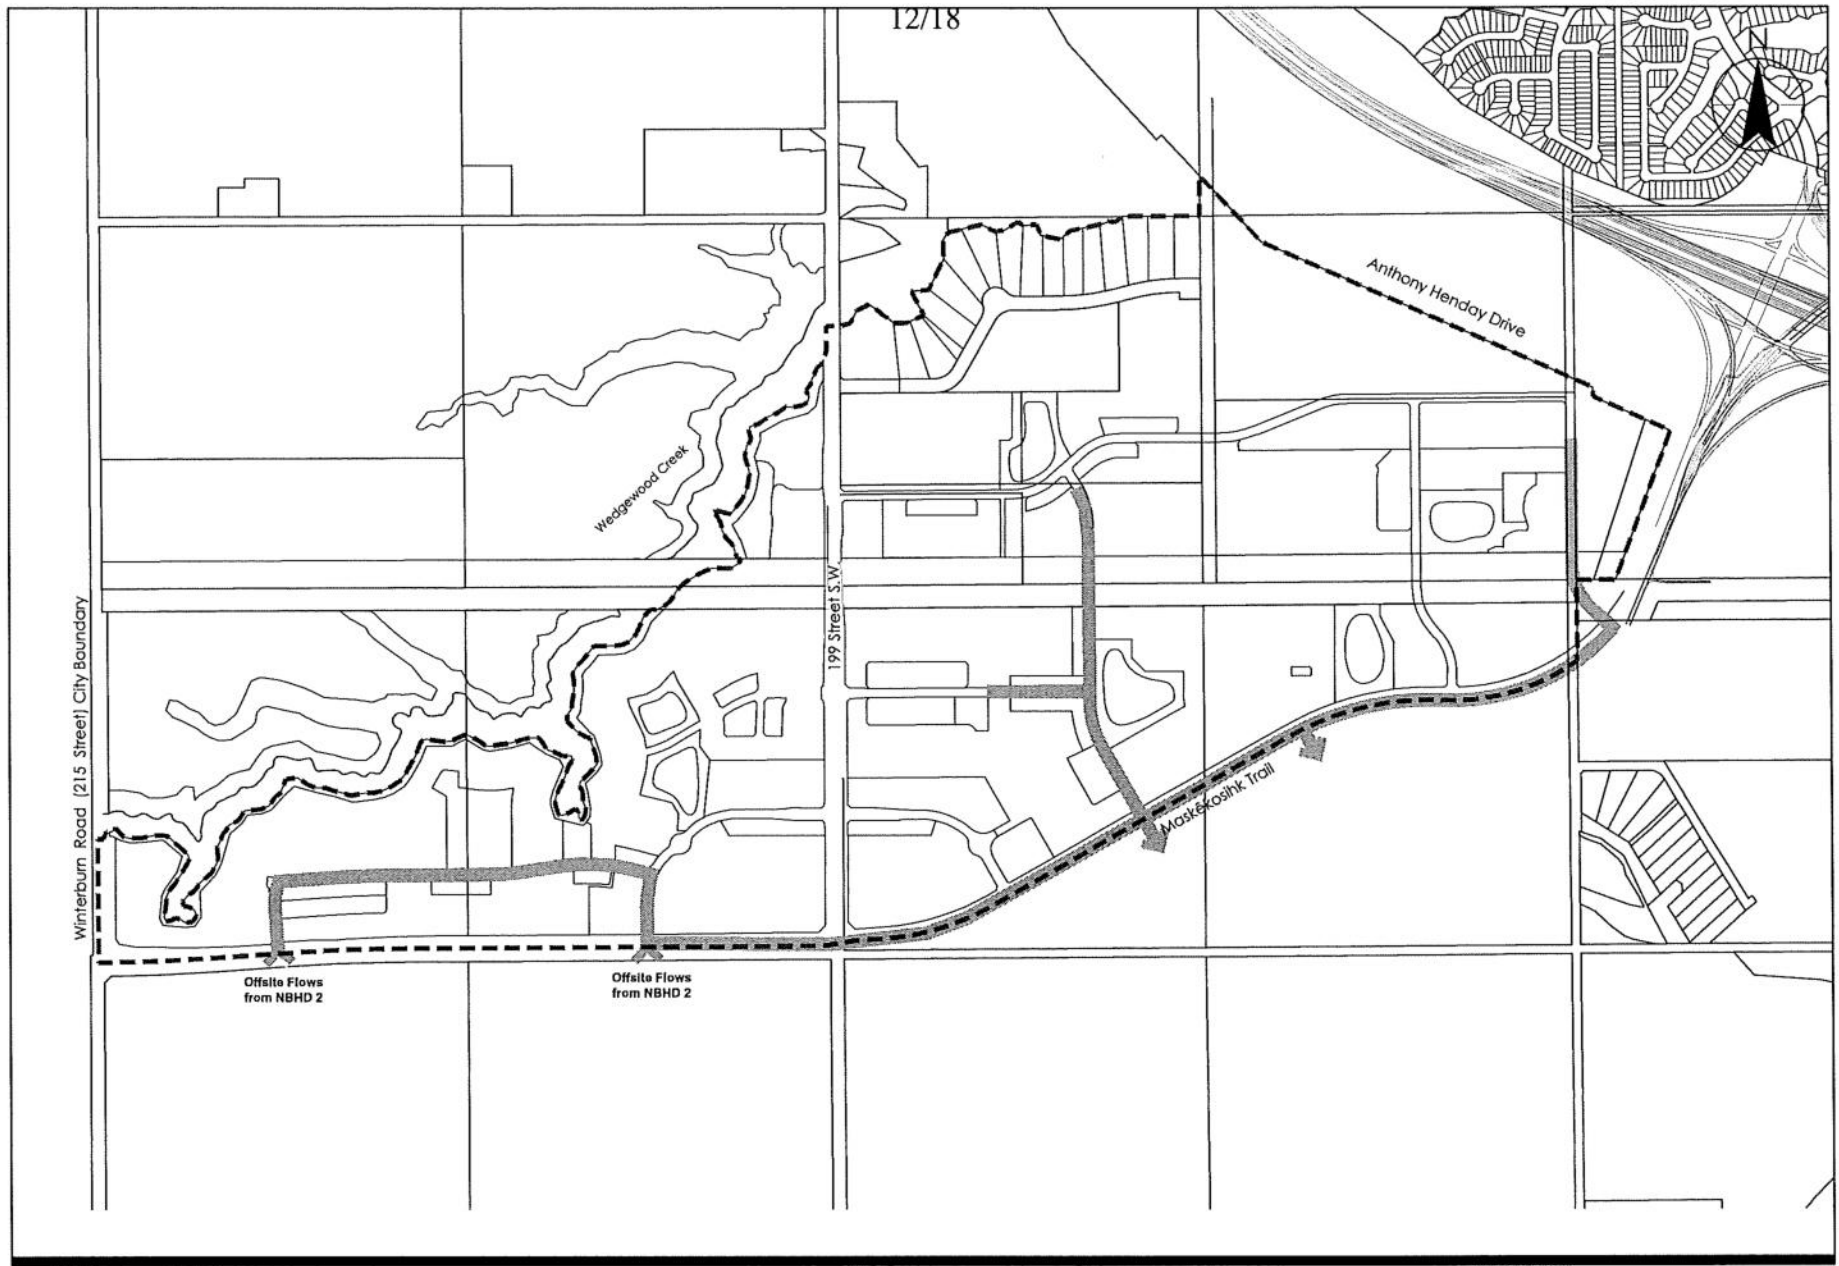 12/18
N
Anthony Henday Drive
Wedgewood Creek
199 Street S.W.
Winterburn Road (215 Street) City Boundary
Maskêkosihk Trail
Offsite Flows
from NBHD 2
Offsite Flows
from NBHD 2